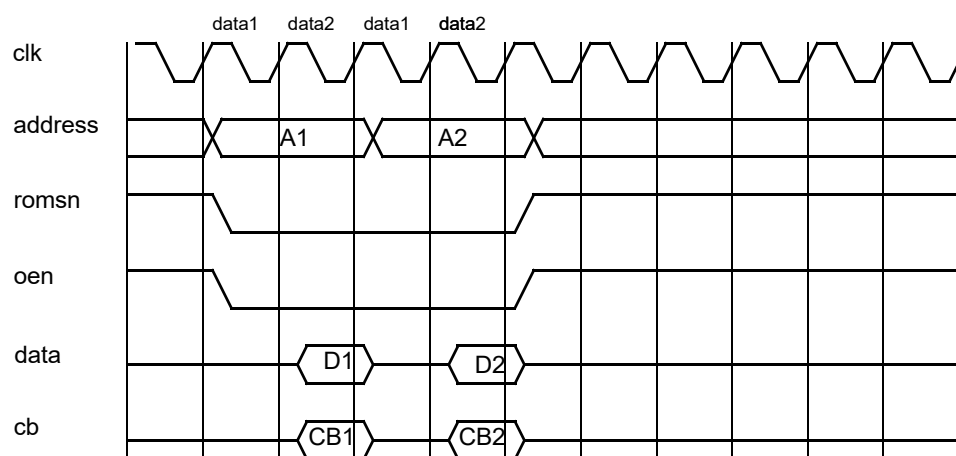 data1 data2 data1 data2
clk
address A1 A2
romsn
oen
data D1 D2
cb CB1 CB2